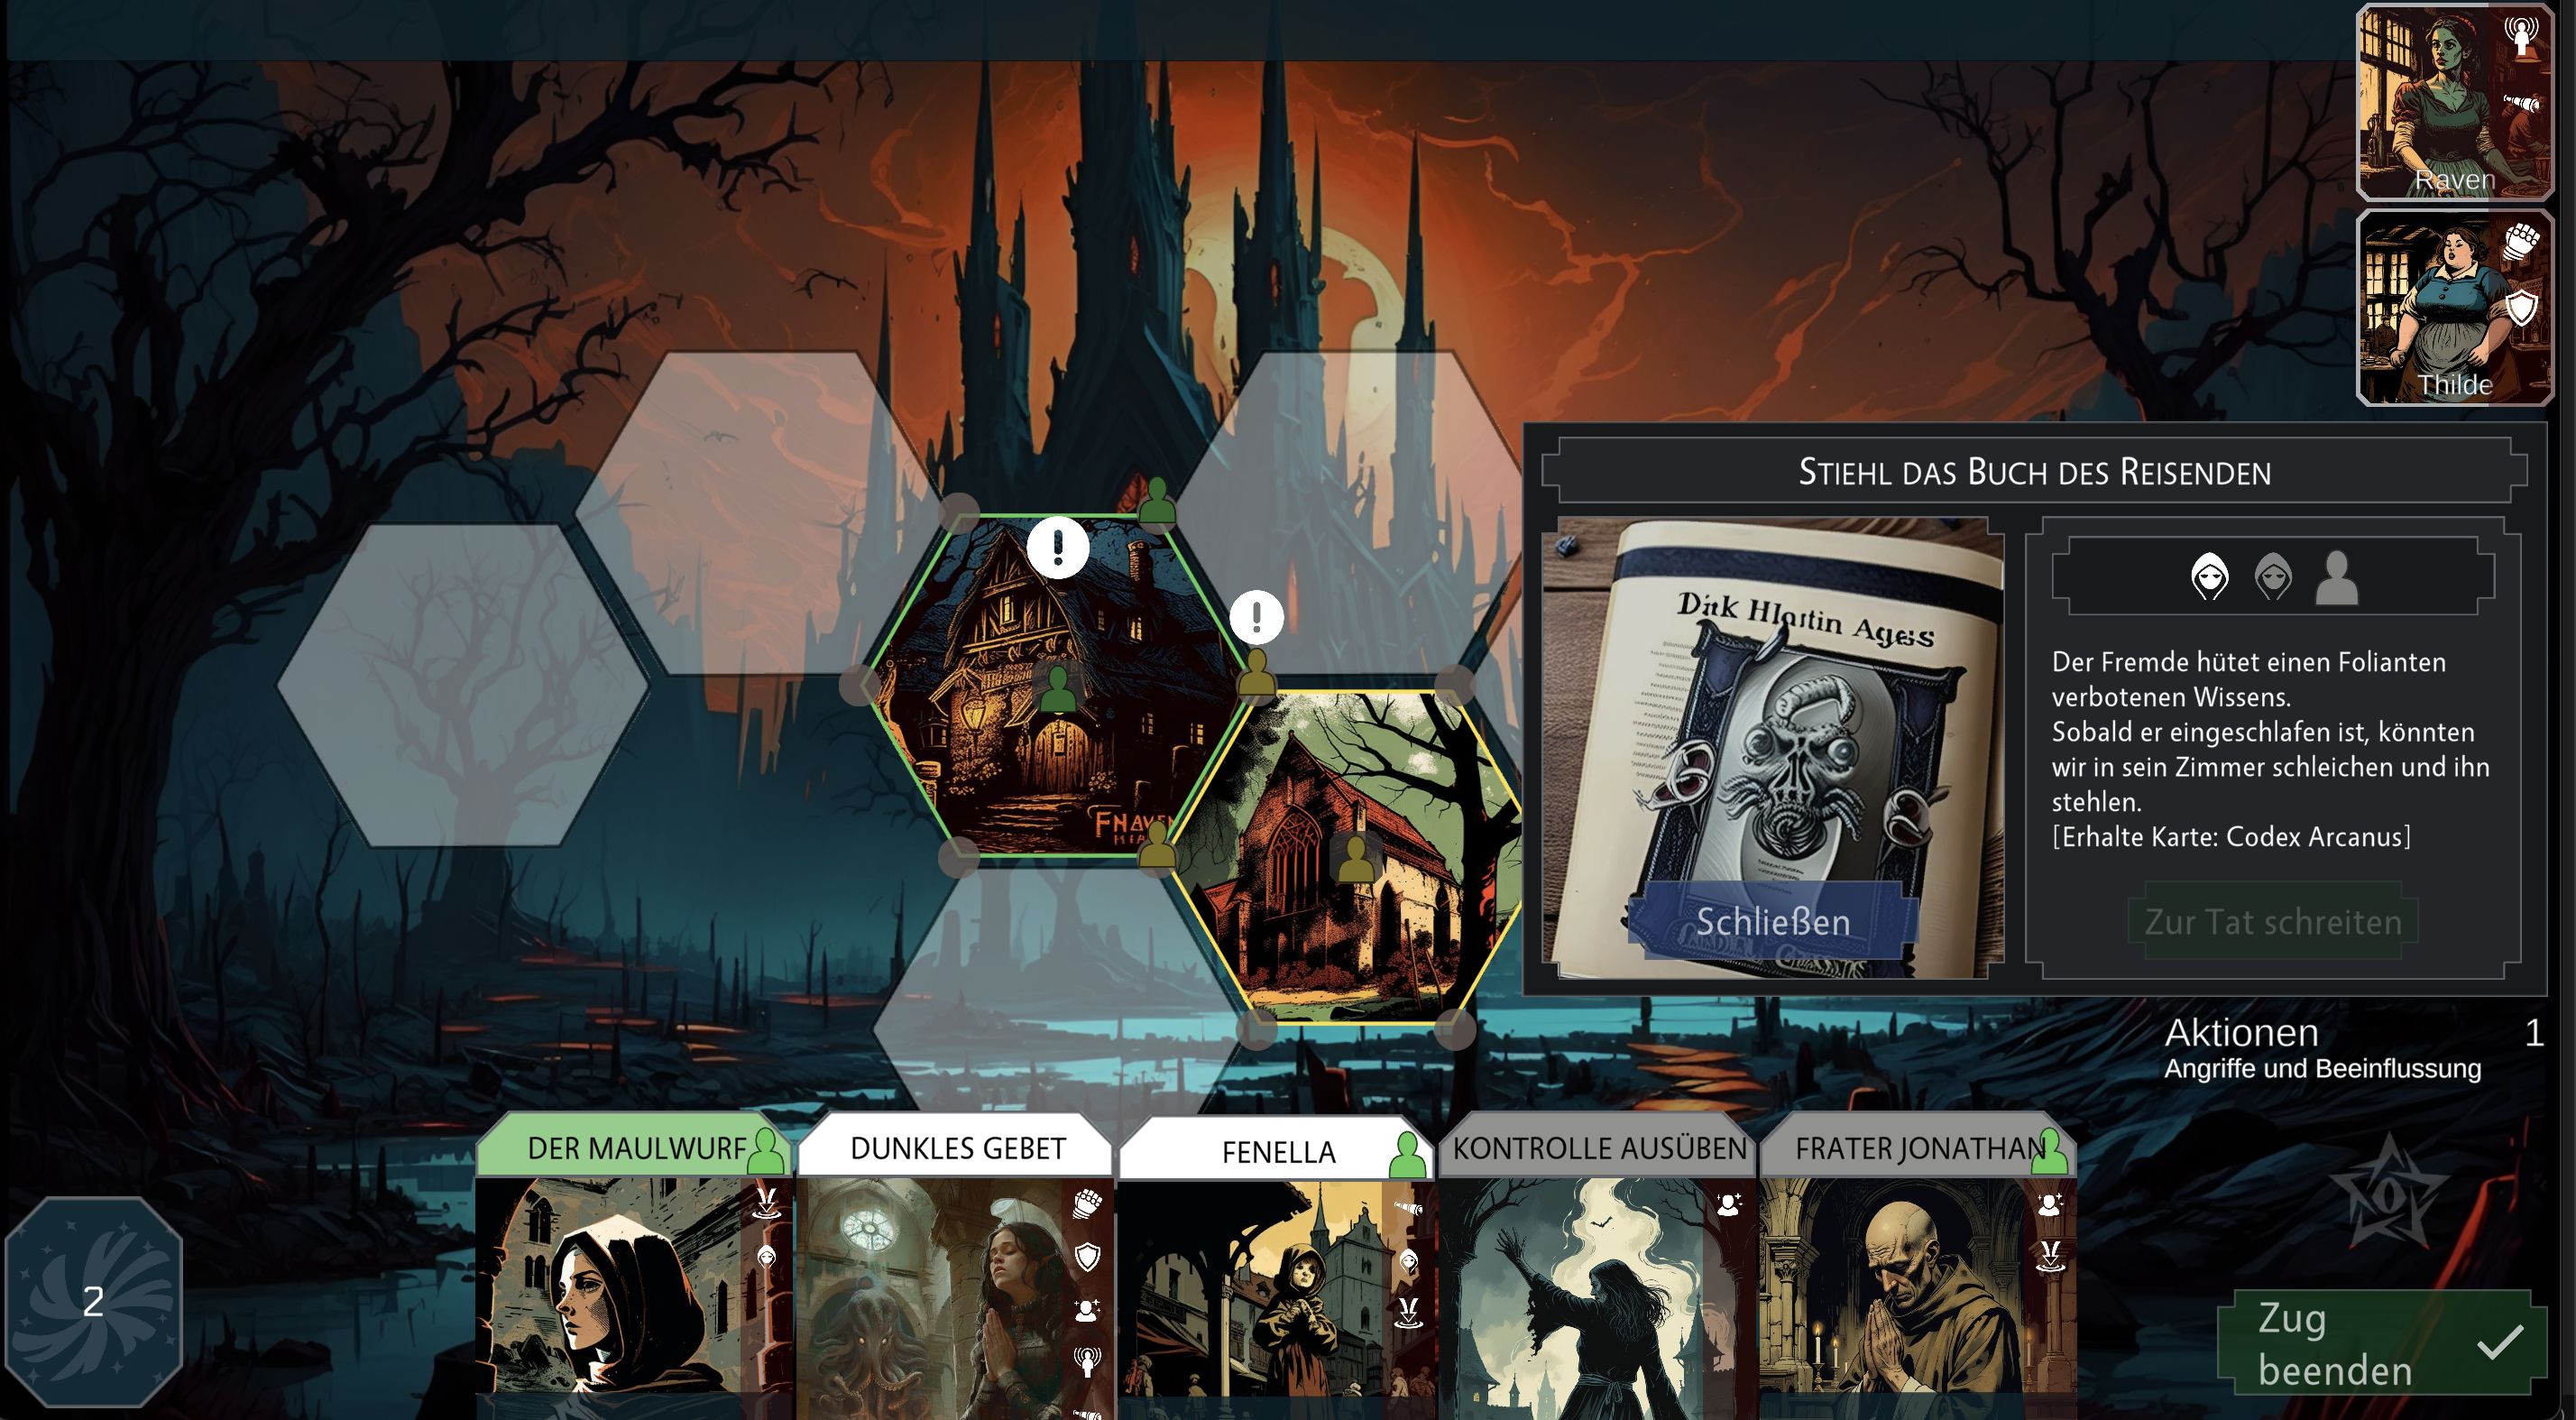 Raven
Thilde
STIEHL DAS BUCH DES REISENDEN
Der Fremde hütet einen Folianten
verbotenen Wissens.
Sobald er eingeschlafen ist, könnten
wir in sein Zimmer schleichen und ihn
stehlen.
[Erhalte Karte: Codex Arcanus]
Schließen
Zur Tat schreiten
Aktionen 1
Angriffe und Beeinflussung
DER MAULWURF
DUNKLES GEBET
FENELLA
KONTROLLE AUSÜBEN
FRATER JONATHAN
2
0
Zug
beenden